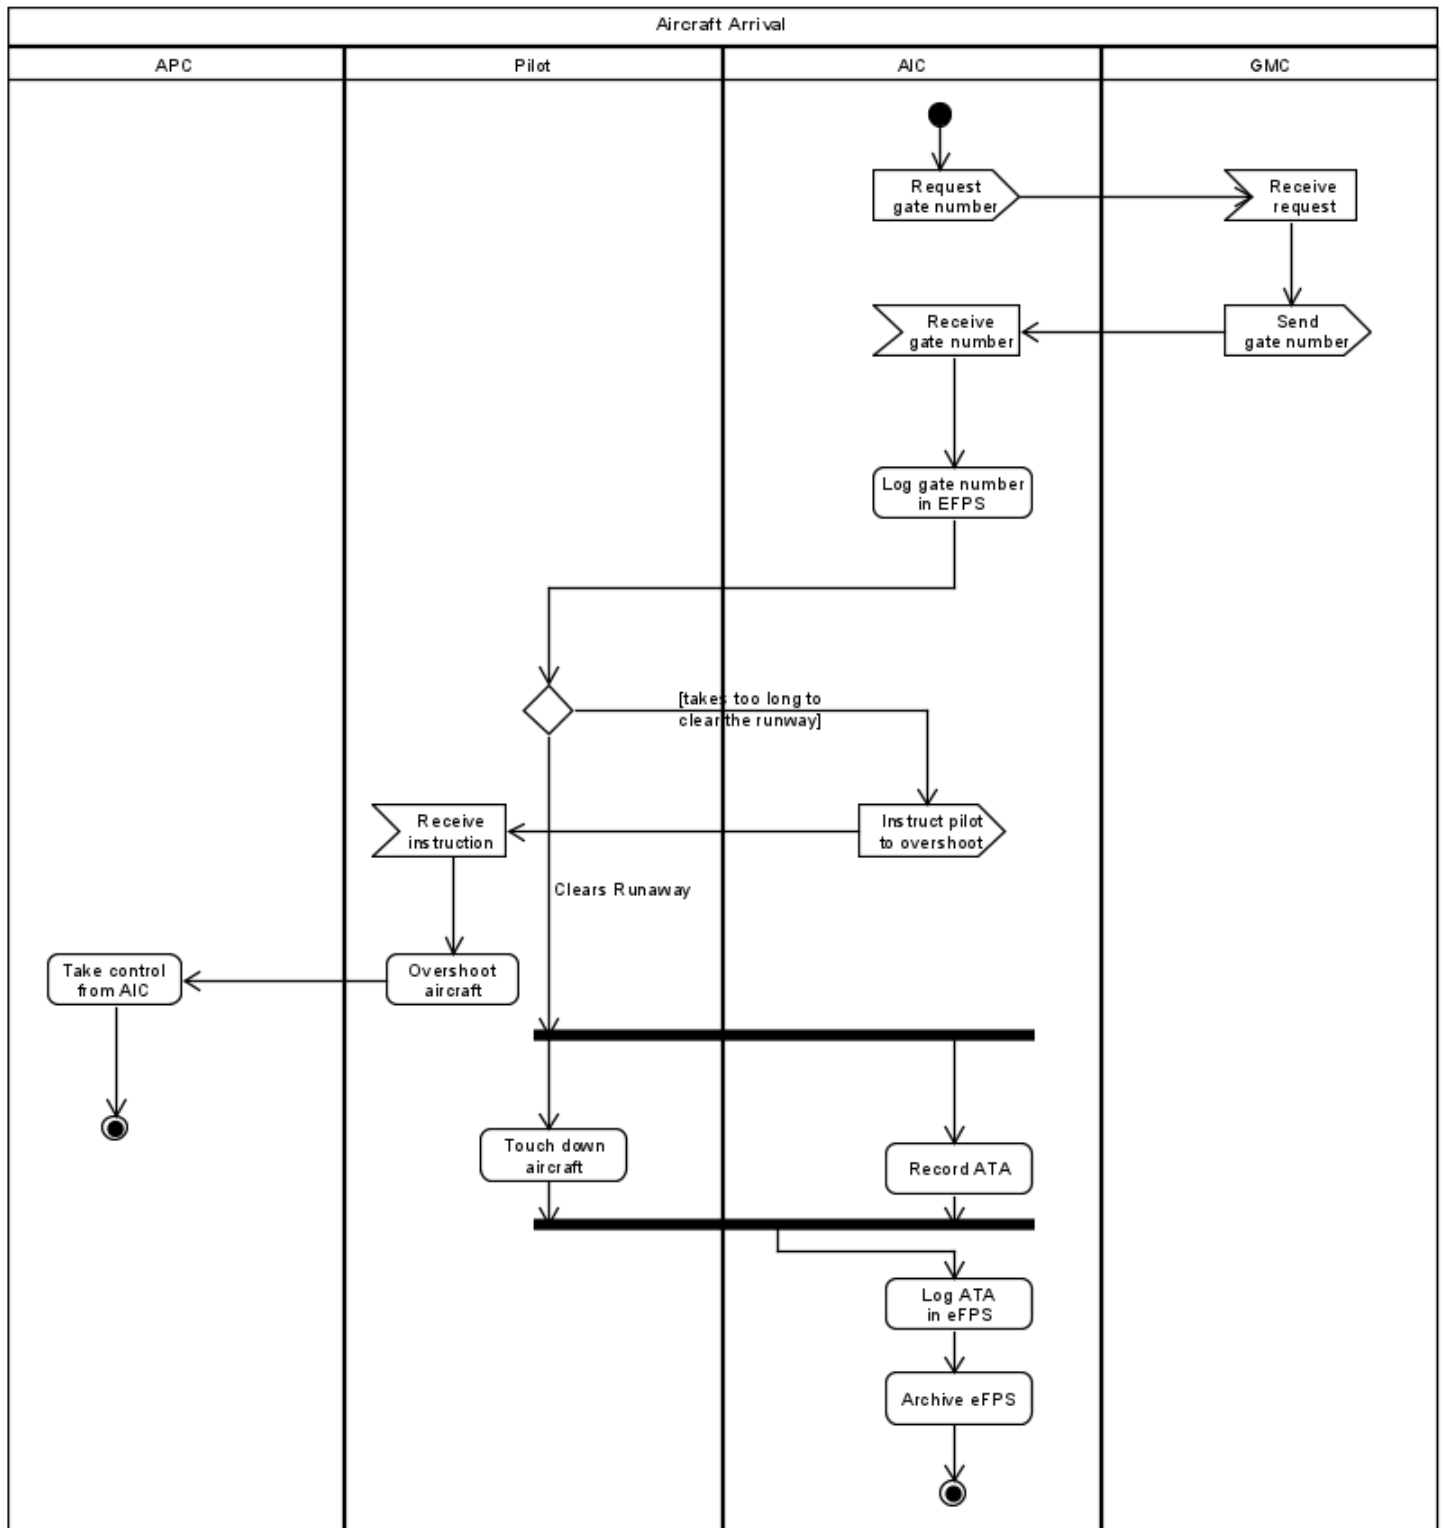 Aircraft Arrival
APC
Pilot
AIC
GMC
Request
gate number
Receive
request
Receive
gate number
Send
gate number
Log gate number
in EFPS
[takes too long to
clear the runway]
Receive
instruction
Instruct pilot
to overshoot
Clears Runaway
Take control
from AIC
Overshoot
aircraft
Touch down
aircraft
Record ATA
Log ATA
in eFPS
Archive eFPS